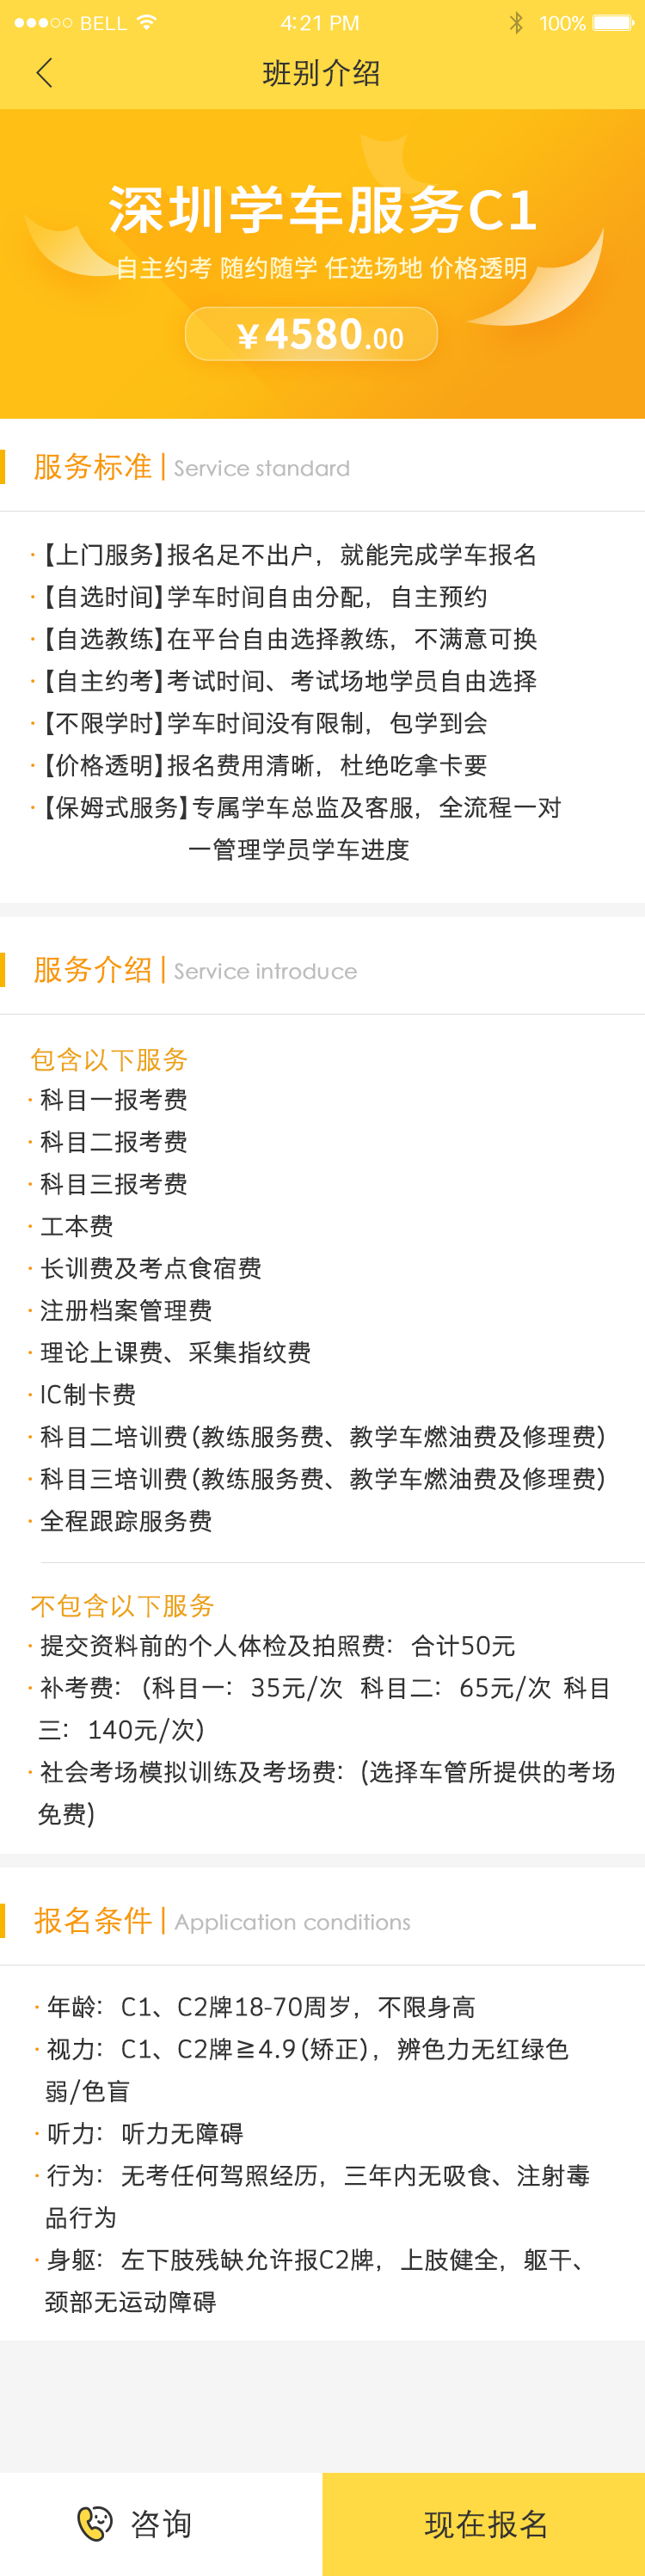 BELL 4:21 PM 100%
班别介绍
深圳学车服务C1
自主约考 随约随学 任选场地 价格透明
￥4580.00
服务标准 | Service standard
·【上门服务】报名足不出户，就能完成学车报名
·【自选时间】学车时间自由分配，自主预约
·【自选教练】在平台自由选择教练，不满意可换
·【自主约考】考试时间、考试场地学员自由选择
·【不限学时】学车时间没有限制，包学到会
·【价格透明】报名费用清晰，杜绝吃拿卡要
·【保姆式服务】专属学车总监及客服，全流程一对
一管理学员学车进度
服务介绍 | Service introduce
包含以下服务
· 科目一报考费
· 科目二报考费
· 科目三报考费
· 工本费
· 长训费及考点食宿费
· 注册档案管理费
· 理论上课费、采集指纹费
· IC制卡费
· 科目二培训费(教练服务费、教学车燃油费及修理费)
· 科目三培训费(教练服务费、教学车燃油费及修理费)
· 全程跟踪服务费
不包含以下服务
· 提交资料前的个人体检及拍照费：合计50元
· 补考费：(科目一：35元/次 科目二：65元/次 科目
三：140元/次)
· 社会考场模拟训练及考场费：(选择车管所提供的考场
免费)
报名条件 | Application conditions
· 年龄：C1、C2牌18-70周岁，不限身高
· 视力：C1、C2牌≧4.9(矫正)，辨色力无红绿色
弱/色盲
· 听力：听力无障碍
· 行为：无考任何驾照经历，三年内无吸食、注射毒
品行为
· 身躯：左下肢残缺允许报C2牌，上肢健全，躯干、
颈部无运动障碍
咨询 现在报名